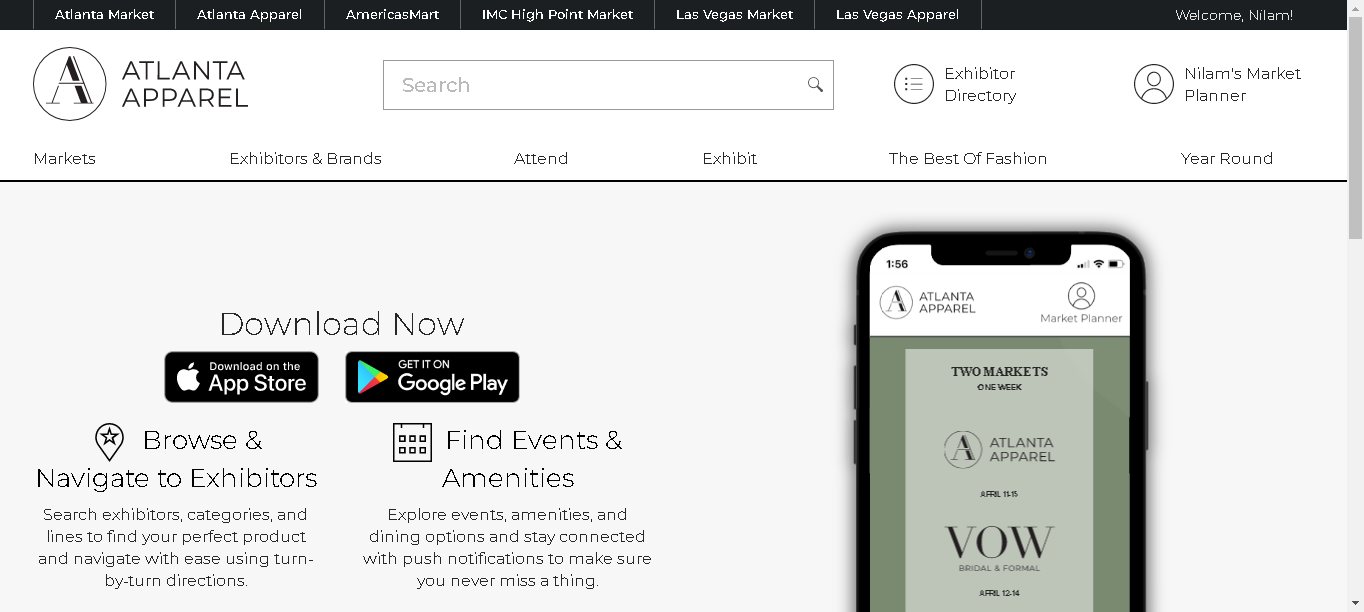 Atlanta Market Atlanta Apparel AmericasMart IMC High Point Market Las Vegas Market Las Vegas Apparel Welcome, Nilam!
ATLANTA
APPAREL
Search
Exhibitor
Directory
Nilam's Market
Planner
Markets Exhibitors & Brands Attend Exhibit The Best Of Fashion Year Round
Download Now
Download on the
App Store
GET IT ON
Google Play
Browse &
Navigate to Exhibitors
Search exhibitors, categories, and
lines to find your perfect product
and navigate with ease using turn-
by-turn directions.
Find Events &
Amenities
Explore events, amenities, and
dining options and stay connected
with push notifications to make sure
you never miss a thing.
1:56
ATLANTA
APPAREL
Market Planner
TWO MARKETS
ONE WEEK
ATLANTA
APPAREL
APRIL 11-15
VOW
BRIDAL & FORMAL
APRIL 12-14